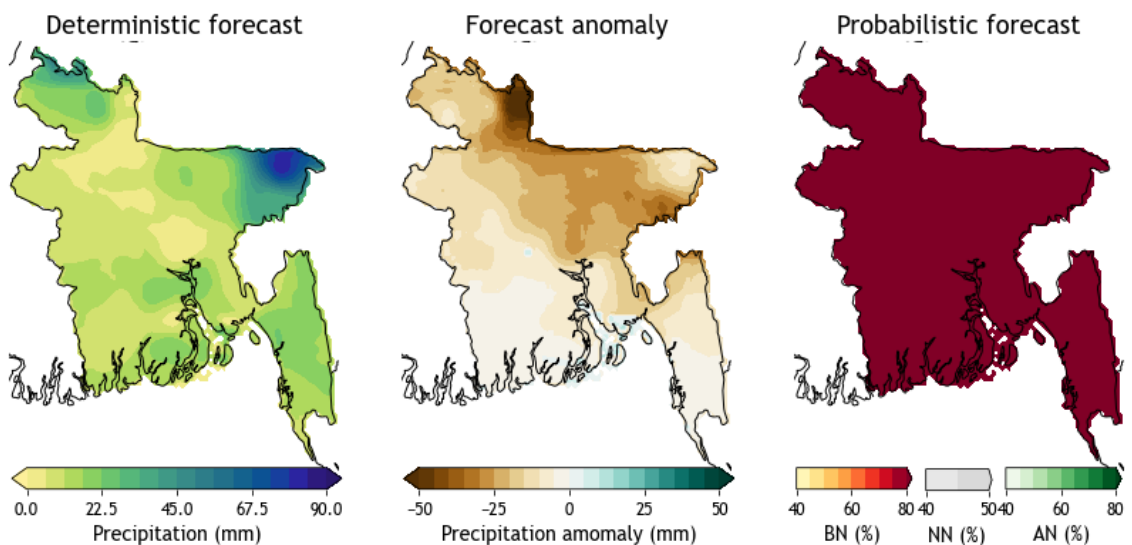 Deterministic forecast
Forecast anomaly
Probabilistic forecast
0.0 22.5 45.0 67.5 90.0
Precipitation (mm)
−50 −25 0 25 50
Precipitation amomaly (mm)
40 60 80
BN (%)
40 50
NN (%)
40 60 80
AN (%)